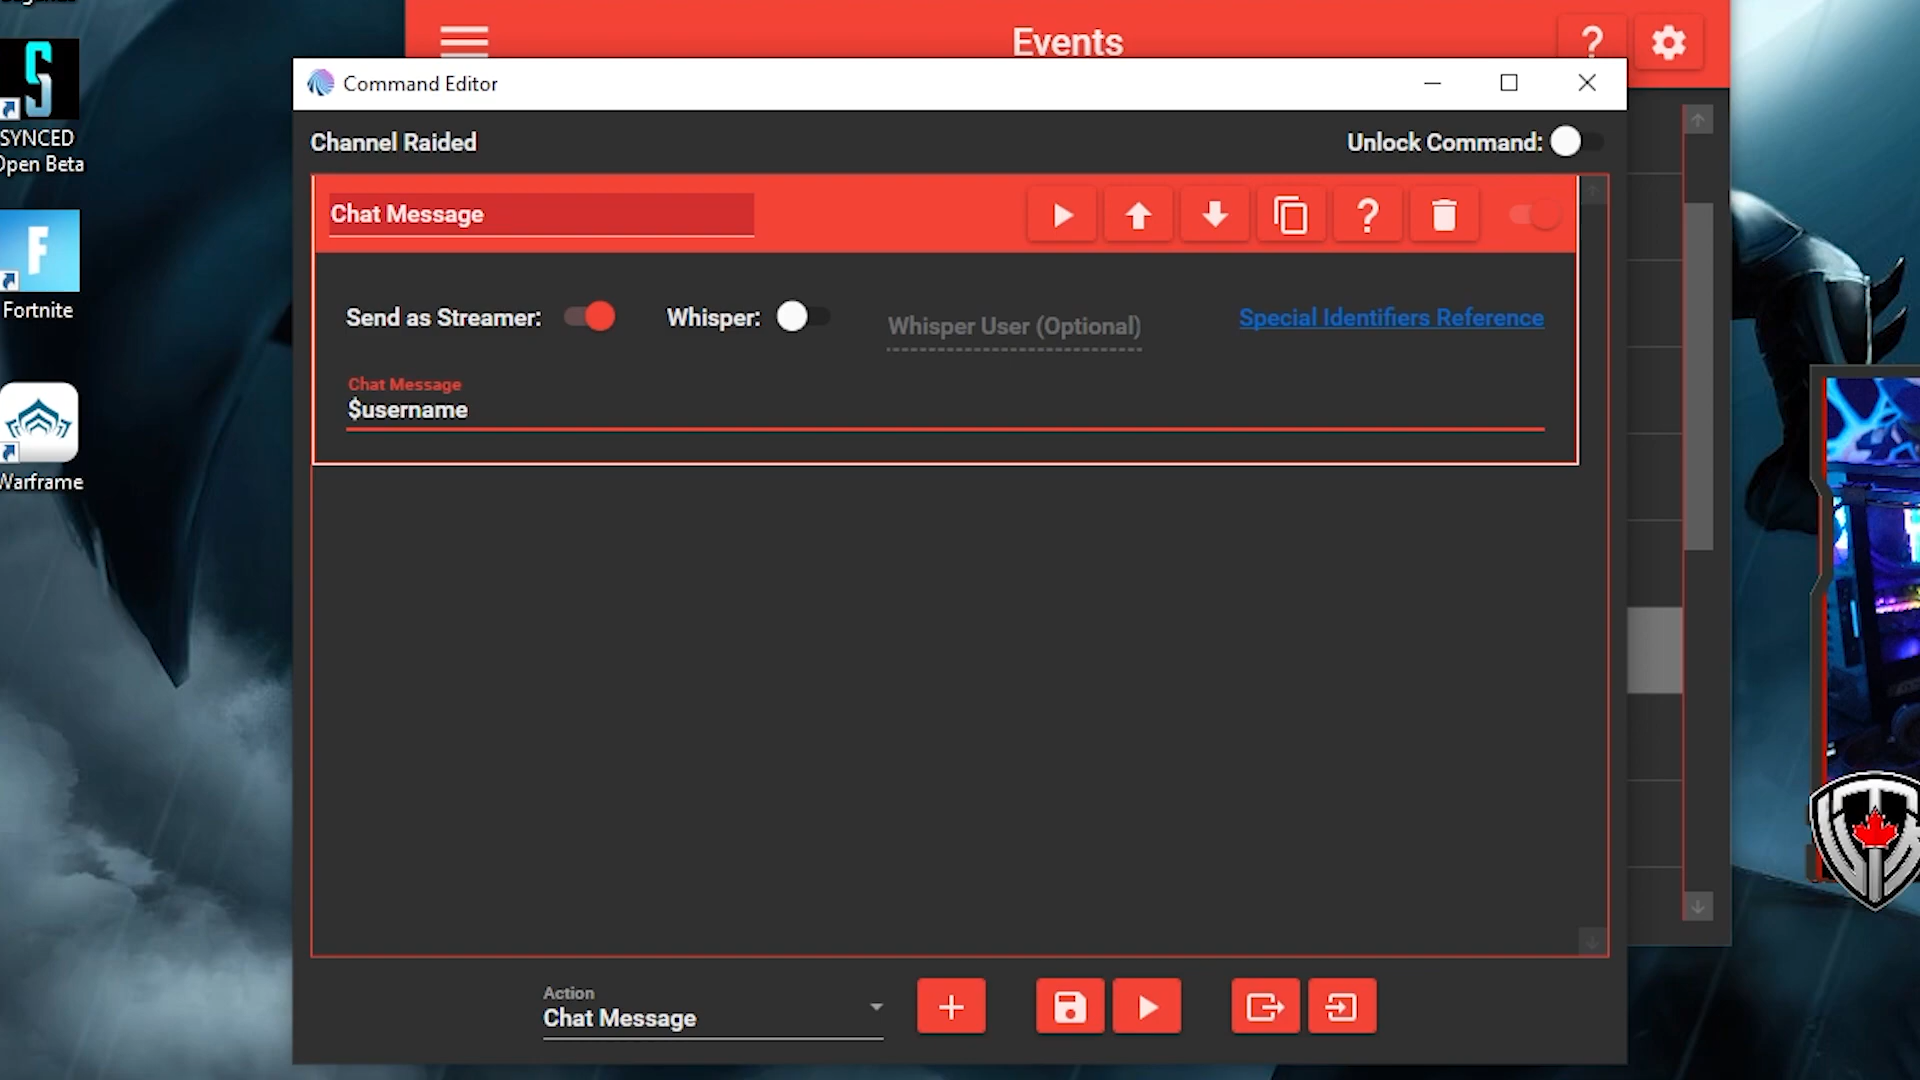 Events
?
Command Editor
SYNCED
Open Beta
Channel Raided
Unlock Command:
Chat Message
?
Fortnite
Send as Streamer:
Whisper:
Whisper User (Optional)
Special Identifiers Reference
Chat Message
$username
Warframe
Action
Chat Message